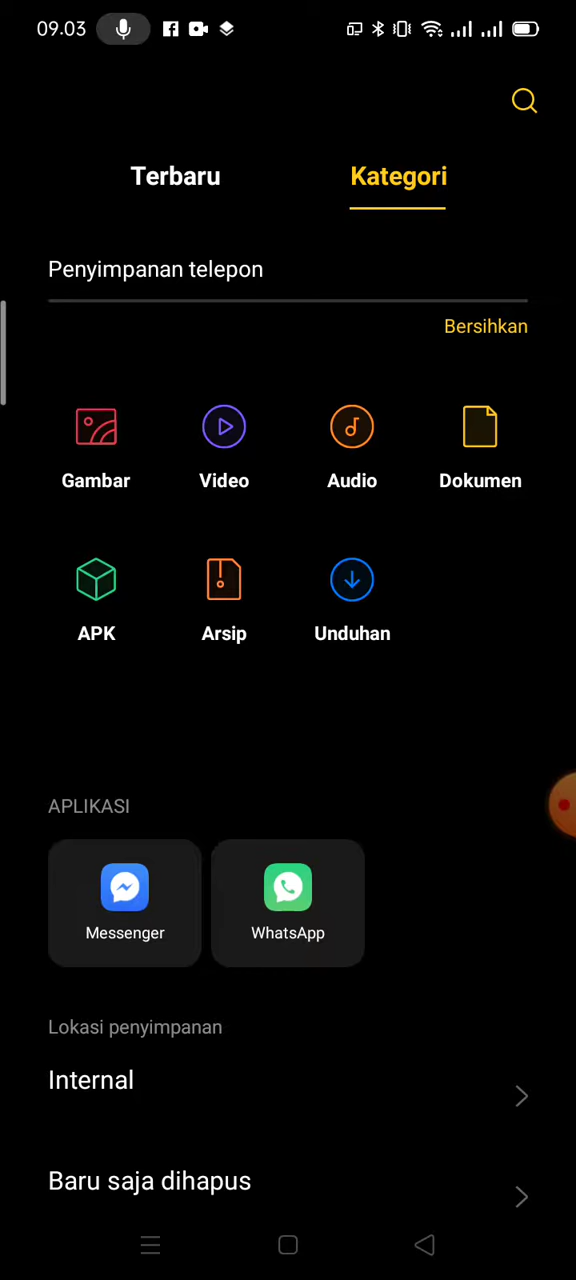 09.03
Terbaru
Kategori
Penyimpanan telepon
Bersihkan
Gambar
Video
Audio
Dokumen
APK
Arsip
Unduhan
APLIKASI
Messenger
WhatsApp
Lokasi penyimpanan
Internal
Baru saja dihapus